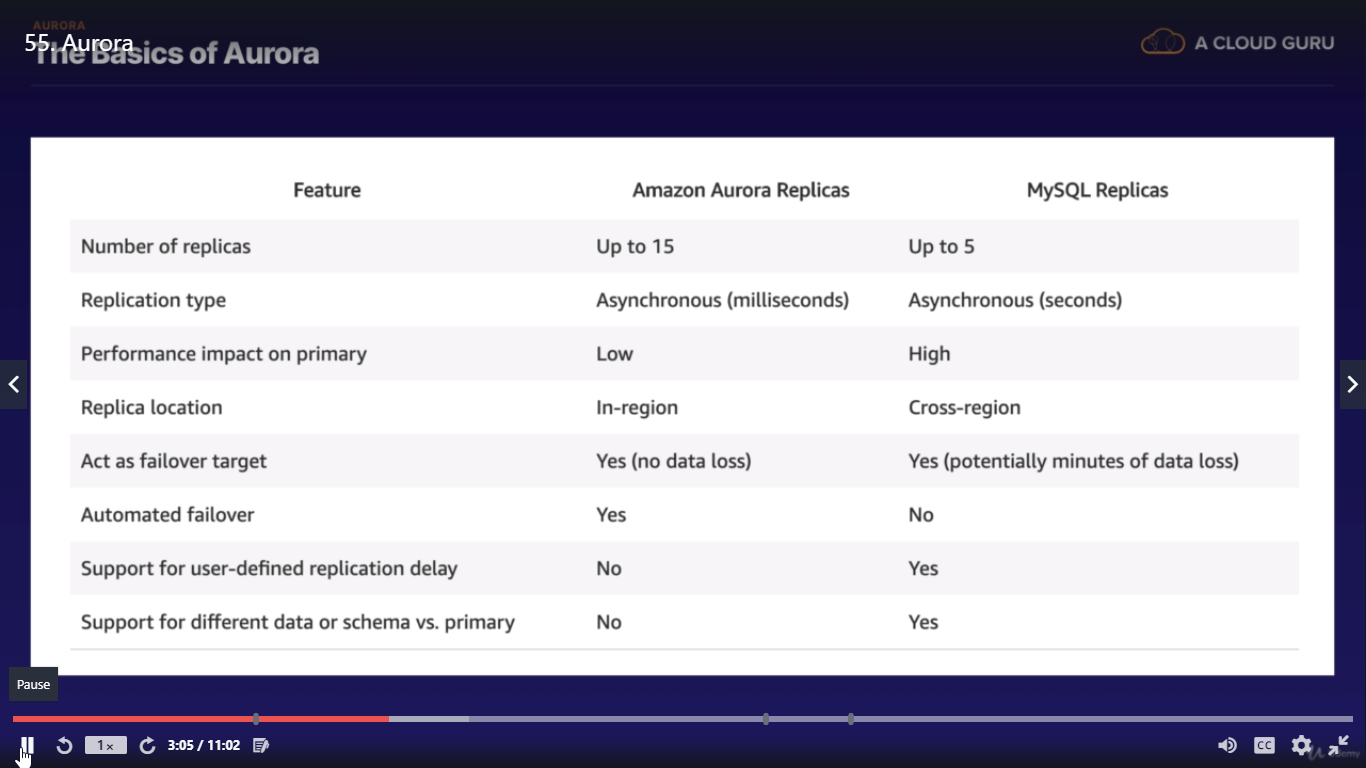 AURORA
55. Aurora
The Basics of Aurora
A CLOUD GURU
Feature Amazon Aurora Replicas MySQL Replicas
Number of replicas Up to 15 Up to 5
Replication type Asynchronous (milliseconds) Asynchronous (seconds)
Performance impact on primary Low High
Replica location In-region Cross-region
Act as failover target Yes (no data loss) Yes (potentially minutes of data loss)
Automated failover Yes No
Support for user-defined replication delay No Yes
Support for different data or schema vs. primary No Yes
Pause
1x 3:05 / 11:02 CC
Udemy